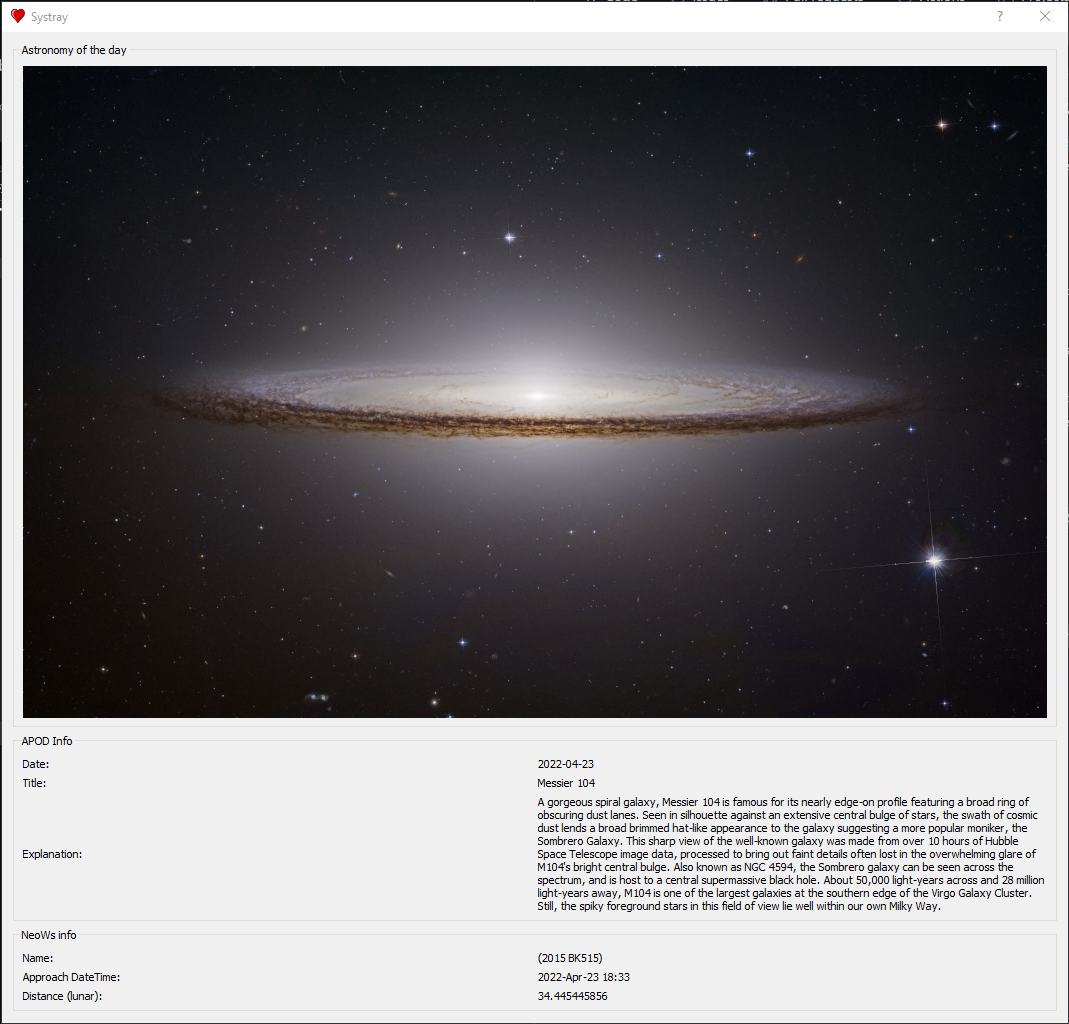 Systray
?
Astronomy of the day
APOD Info
Date: 2022-04-23
Title: Messier 104
A gorgeous spiral galaxy, Messier 104 is famous for its nearly edge-on profile featuring a broad ring of
obscuring dust lanes. Seen in silhouette against an extensive central bulge of stars, the swath of cosmic
dust lends a broad brimmed hat-like appearance to the galaxy suggesting a more popular moniker, the
Sombrero Galaxy. This sharp view of the well-known galaxy was made from over 10 hours of Hubble
Explanation: Space Telescope image data, processed to bring out faint details often lost in the overwhelming glare of
M104's bright central bulge. Also known as NGC 4594, the Sombrero galaxy can be seen across the
spectrum, and is host to a central supermassive black hole. About 50,000 light-years across and 28 million
light-years away, M104 is one of the largest galaxies at the southern edge of the Virgo Galaxy Cluster.
Still, the spiky foreground stars in this field of view lie well within our own Milky Way.
NeoWs info
Name: (2015 BK515)
Approach DateTime: 2022-Apr-23 18:33
Distance (lunar): 34.445445856